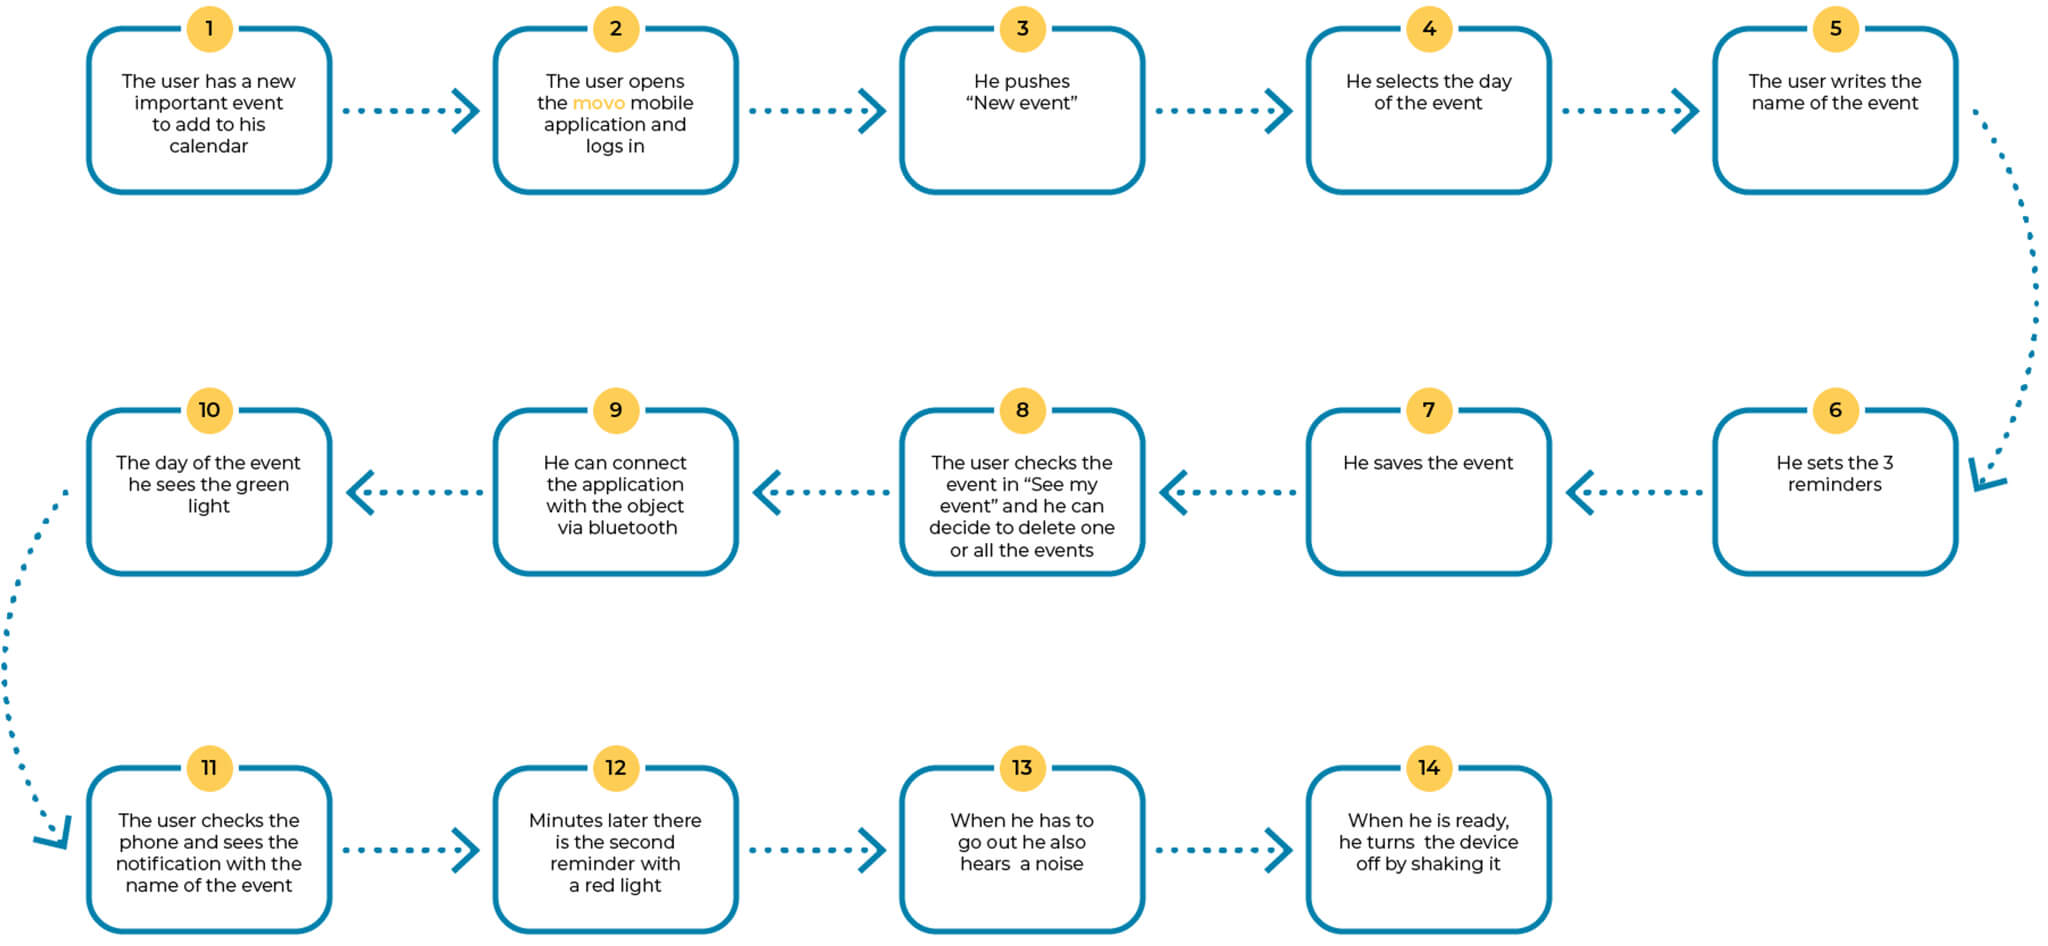 1
The user has a new
important event
to add to his
calendar
2
The user opens
the movo mobile
application and
logs in
3
He pushes
“New event”
4
He selects the day
of the event
5
The user writes the
name of the event
6
He sets the 3
reminders
7
He saves the event
8
The user checks the
event in “See my
event” and he can
decide to delete one
or all the events
9
He can connect
the application
with the object
via bluetooth
10
The day of the event
he sees the green
light
11
The user checks the
phone and sees the
notification with the
name of the event
12
Minutes later there
is the second
reminder with
a red light
13
When he has to
go out he also
hears  a noise
14
When he is ready,
he turns  the device
off by shaking it